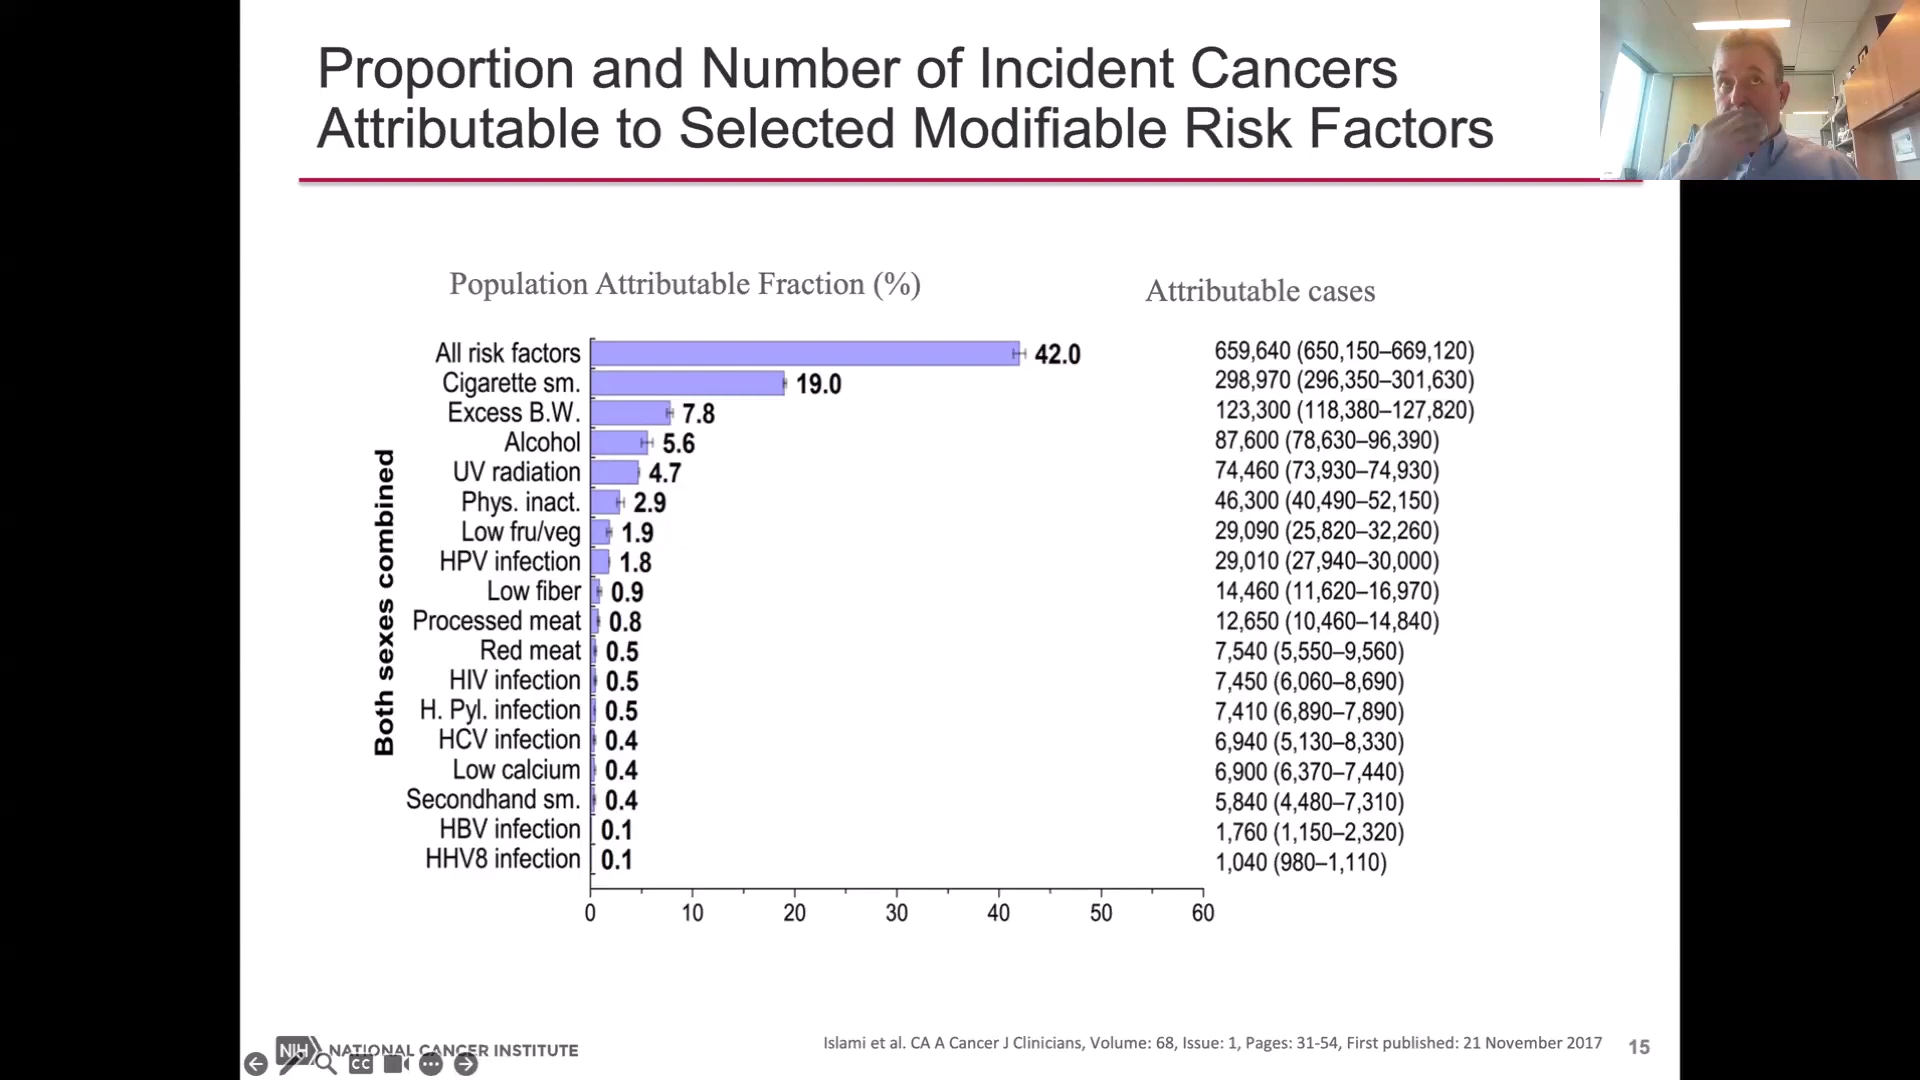 Proportion and Number of Incident Cancers
Attributable to Selected Modifiable Risk Factors
Population Attributable Fraction (%)
Attributable cases
Both sexes combined
All risk factors 42.0 659,640 (650,150–669,120)
Cigarette sm. 19.0 298,970 (296,350–301,630)
Excess B.W. 7.8 123,300 (118,380–127,820)
Alcohol 5.6 87,600 (78,630–96,390)
UV radiation 4.7 74,460 (73,930–74,930)
Phys. inact. 2.9 46,300 (40,490–52,150)
Low fru/veg 1.9 29,090 (25,820–32,260)
HPV infection 1.8 29,010 (27,940–30,000)
Low fiber 0.9 14,460 (11,620–16,970)
Processed meat 0.8 12,650 (10,460–14,840)
Red meat 0.5 7,540 (5,550–9,560)
HIV infection 0.5 7,450 (6,060–8,690)
H. Pyl. infection 0.5 7,410 (6,890–7,890)
HCV infection 0.4 6,940 (5,130–8,330)
Low calcium 0.4 6,900 (6,370–7,440)
Secondhand sm. 0.4 5,840 (4,480–7,310)
HBV infection 0.1 1,760 (1,150–2,320)
HHV8 infection 0.1 1,040 (980–1,110)
0 10 20 30 40 50 60
NIH NATIONAL CANCER INSTITUTE
CC
Islami et al. CA A Cancer J Clinicians, Volume: 68, Issue: 1, Pages: 31-54, First published: 21 November 2017
15